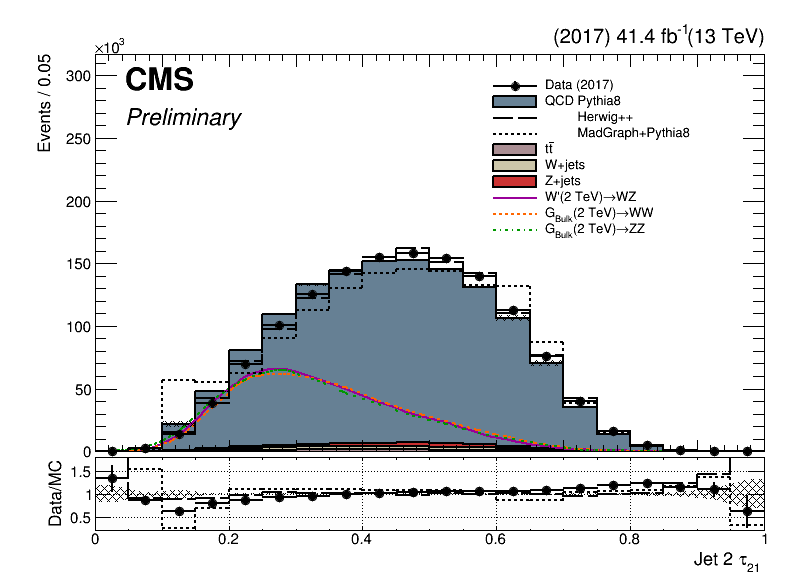 (2017) 41.4 fb-1(13 TeV)
×10³
CMS
Preliminary
Events / 0.05
300
250
200
150
100
50
0
Data (2017)
QCD Pythia8
Herwig++
MadGraph+Pythia8
tt̅
W+jets
Z+jets
W'(2 TeV)→WZ
G_Bulk(2 TeV)→WW
G_Bulk(2 TeV)→ZZ
Data/MC
1.5
1
0.5
0 0.2 0.4 0.6 0.8 1
Jet 2 τ₂₁